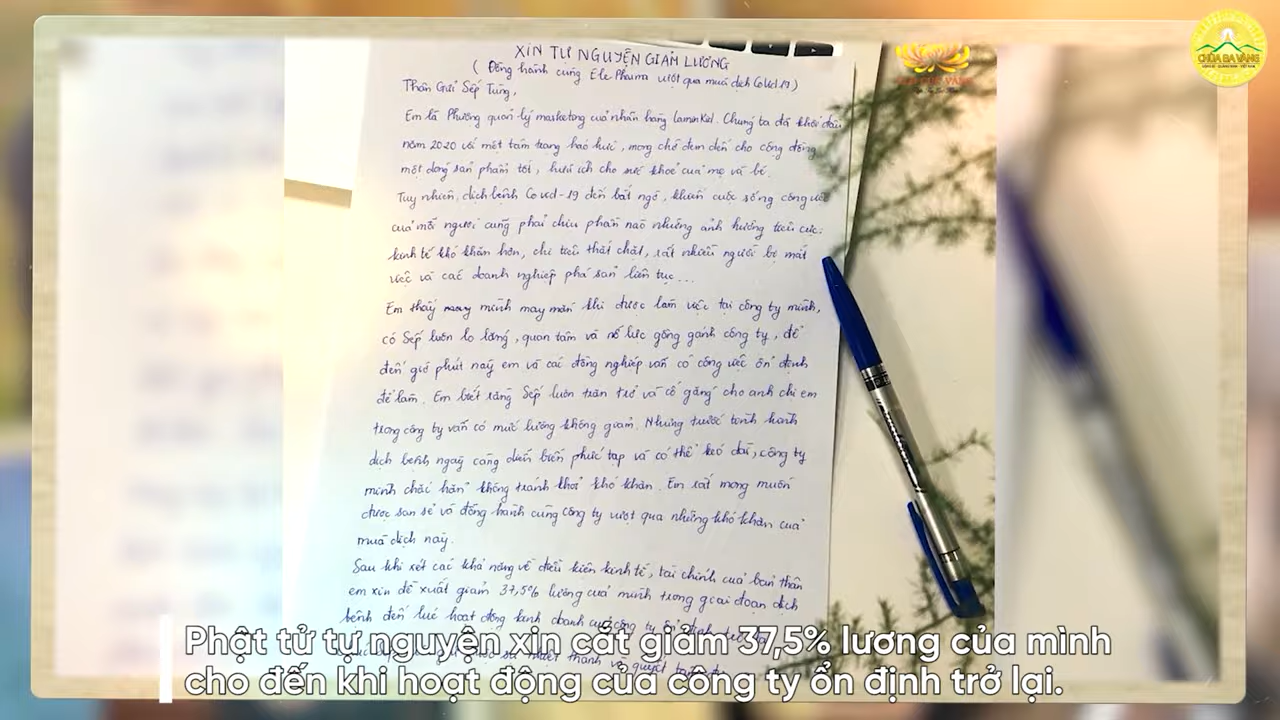 XIN TỰ NGUYỆN GIẢM LƯƠNG
( Đồng hành cùng Ele Pharma vượt qua mùa dịch CoVid.19)
Thân Gửi Sếp Tùng,
Em là Phương quản lý marketing của nhãn hàng LaminKid. Chúng ta đã khởi đầu
năm 2020 với một tâm trạng háo hức, mong chờ đem đến cho cộng đồng
một dòng sản phẩm tốt, hữu ích cho sức khoẻ của mẹ và bé.
Tuy nhiên, dịch bệnh Covid-19 đến bất ngờ, khiến cuộc sống công việc
của mỗi người cũng phải chịu phần nào những ảnh hưởng tiêu cực:
kinh tế khó khăn hơn, chi tiêu thắt chặt, rất nhiều người bị mất
việc và các doanh nghiệp phá sản liên tục...
Em thấy mình may mắn khi được làm việc tại công ty mình,
có Sếp luôn lo lắng, quan tâm và nỗ lực gồng gánh công ty, để
đến giờ phút này em và các đồng nghiệp vẫn có công việc ổn định
để làm. Em biết rằng Sếp luôn trăn trở và cố gắng cho anh chị em
trong công ty vẫn có mức lương không giảm. Nhưng trước tình hình
dịch bệnh ngày càng diễn biến phức tạp và có thể kéo dài, công ty
mình chắc hẳn không tránh khỏi khó khăn. Em rất mong muốn
được san sẻ và đồng hành cùng công ty vượt qua những khó khăn của
mùa dịch này.
Sau khi xét các khả năng về điều kiện kinh tế, tài chính của bản thân
em xin đề xuất giảm 37,5% lương của mình trong giai đoạn dịch
bệnh đến lúc hoạt động kinh doanh của công ty ổn định
Phật tử tự nguyện xin cắt giảm 37,5% lương của mình
cho đến khi hoạt động của công ty ổn định trở lại.
CHÙA BA VÀNG